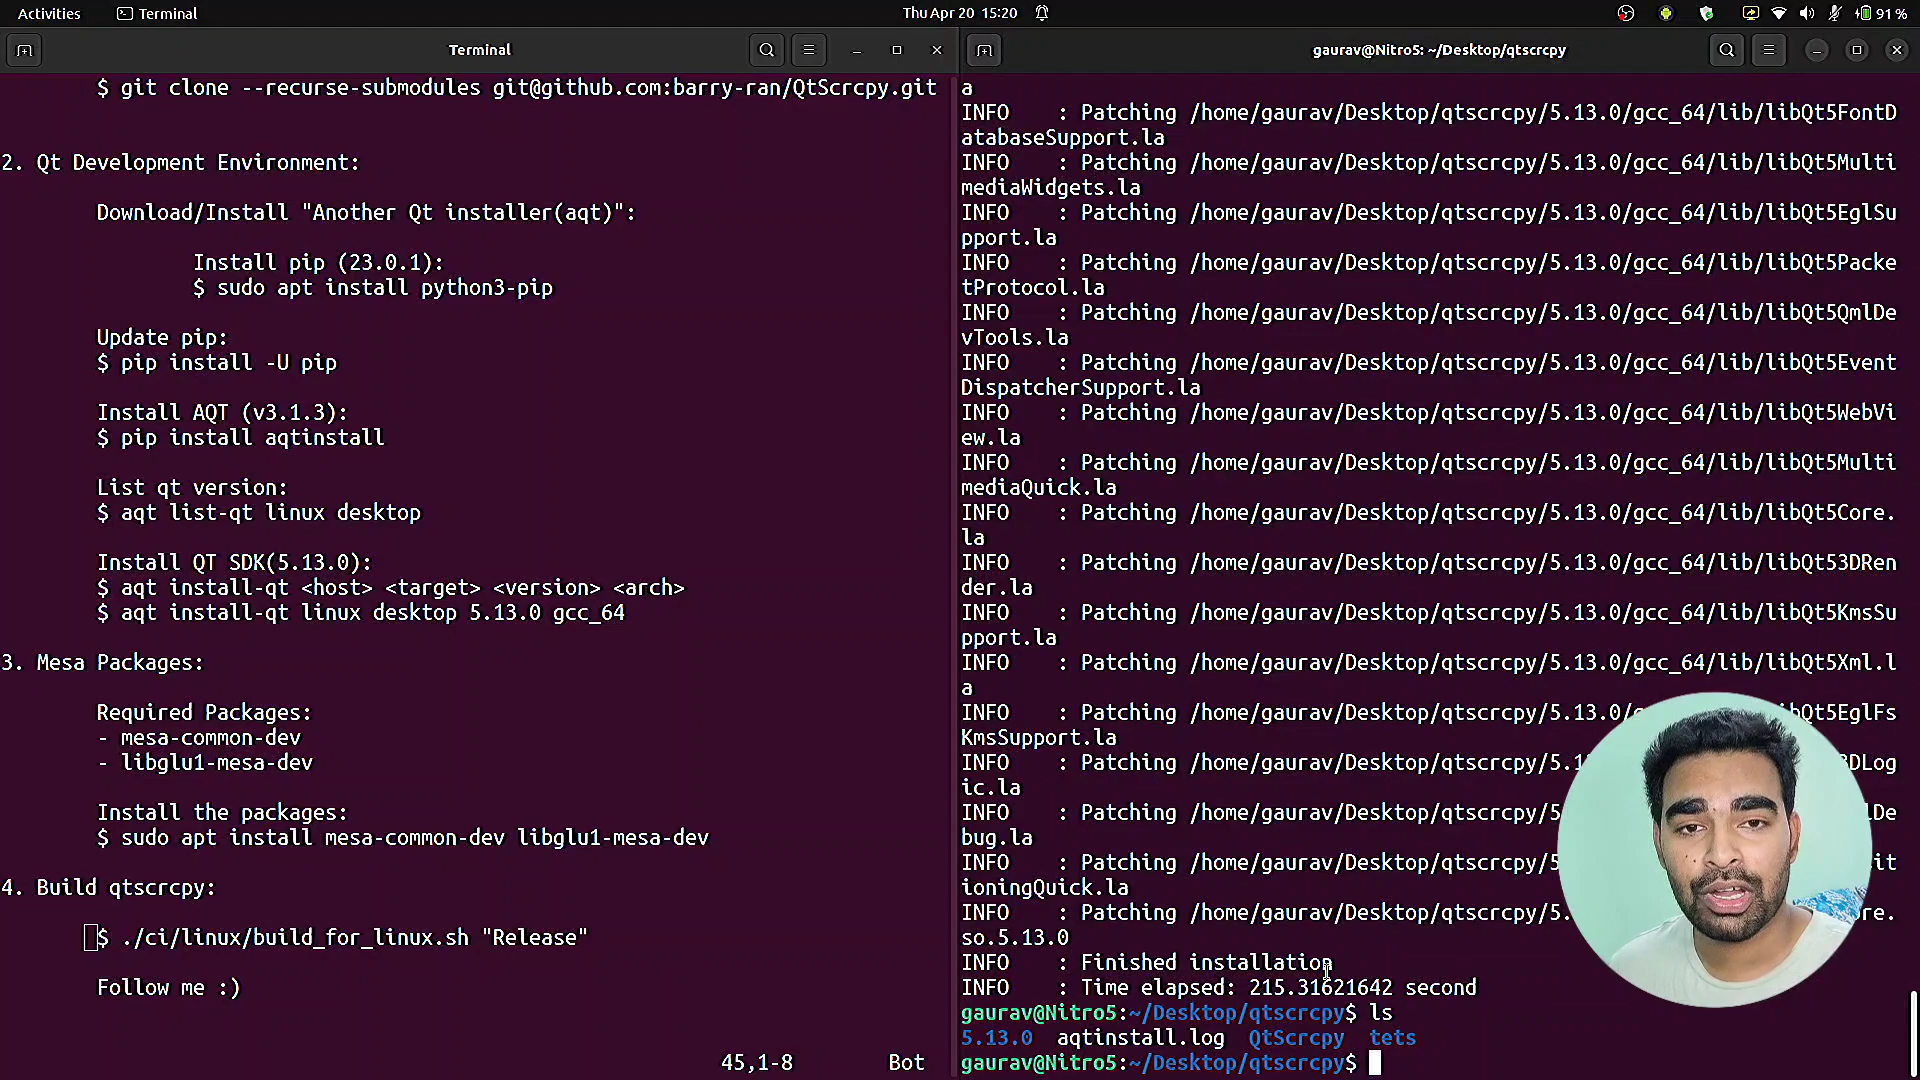 Activities Terminal Thu Apr 20 15:20 91 %
Terminal
$ git clone --recurse-submodules git@github.com:barry-ran/QtScrcpy.git
2. Qt Development Environment:
Download/Install "Another Qt installer(aqt)":
Install pip (23.0.1):
$ sudo apt install python3-pip
Update pip:
$ pip install -U pip
Install AQT (v3.1.3):
$ pip install aqtinstall
List qt version:
$ aqt list-qt linux desktop
Install QT SDK(5.13.0):
$ aqt install-qt <host> <target> <version> <arch>
$ aqt install-qt linux desktop 5.13.0 gcc_64
3. Mesa Packages:
Required Packages:
- mesa-common-dev
- libglu1-mesa-dev
Install the packages:
$ sudo apt install mesa-common-dev libglu1-mesa-dev
4. Build qtscrcpy:
$ ./ci/linux/build_for_linux.sh "Release"
Follow me :)
45,1-8 Bot
gaurav@Nitro5: ~/Desktop/qtscrcpy
a
INFO : Patching /home/gaurav/Desktop/qtscrcpy/5.13.0/gcc_64/lib/libQt5FontD
atabaseSupport.la
INFO : Patching /home/gaurav/Desktop/qtscrcpy/5.13.0/gcc_64/lib/libQt5Multi
mediaWidgets.la
INFO : Patching /home/gaurav/Desktop/qtscrcpy/5.13.0/gcc_64/lib/libQt5EglSu
pport.la
INFO : Patching /home/gaurav/Desktop/qtscrcpy/5.13.0/gcc_64/lib/libQt5Packe
tProtocol.la
INFO : Patching /home/gaurav/Desktop/qtscrcpy/5.13.0/gcc_64/lib/libQt5QmlDe
vTools.la
INFO : Patching /home/gaurav/Desktop/qtscrcpy/5.13.0/gcc_64/lib/libQt5Event
DispatcherSupport.la
INFO : Patching /home/gaurav/Desktop/qtscrcpy/5.13.0/gcc_64/lib/libQt5WebVi
ew.la
INFO : Patching /home/gaurav/Desktop/qtscrcpy/5.13.0/gcc_64/lib/libQt5Multi
mediaQuick.la
INFO : Patching /home/gaurav/Desktop/qtscrcpy/5.13.0/gcc_64/lib/libQt5Core.
la
INFO : Patching /home/gaurav/Desktop/qtscrcpy/5.13.0/gcc_64/lib/libQt53DRen
der.la
INFO : Patching /home/gaurav/Desktop/qtscrcpy/5.13.0/gcc_64/lib/libQt5KmsSu
pport.la
INFO : Patching /home/gaurav/Desktop/qtscrcpy/5.13.0/gcc_64/lib/libQt5Xml.l
a
INFO : Patching /home/gaurav/Desktop/qtscrcpy/5.13.0/ libQt5EglFs
KmsSupport.la
INFO : Patching /home/gaurav/Desktop/qtscrcpy/5.1 3DLog
ic.la
INFO : Patching /home/gaurav/Desktop/qtscrcpy/5. lDe
bug.la
INFO : Patching /home/gaurav/Desktop/qtscrcpy/5. it
ioningQuick.la
INFO : Patching /home/gaurav/Desktop/qtscrcpy/5. ore.
so.5.13.0
INFO : Finished installation
INFO : Time elapsed: 215.31621642 second
gaurav@Nitro5:~/Desktop/qtscrcpy$ ls
5.13.0 aqtinstall.log QtScrcpy tets
gaurav@Nitro5:~/Desktop/qtscrcpy$